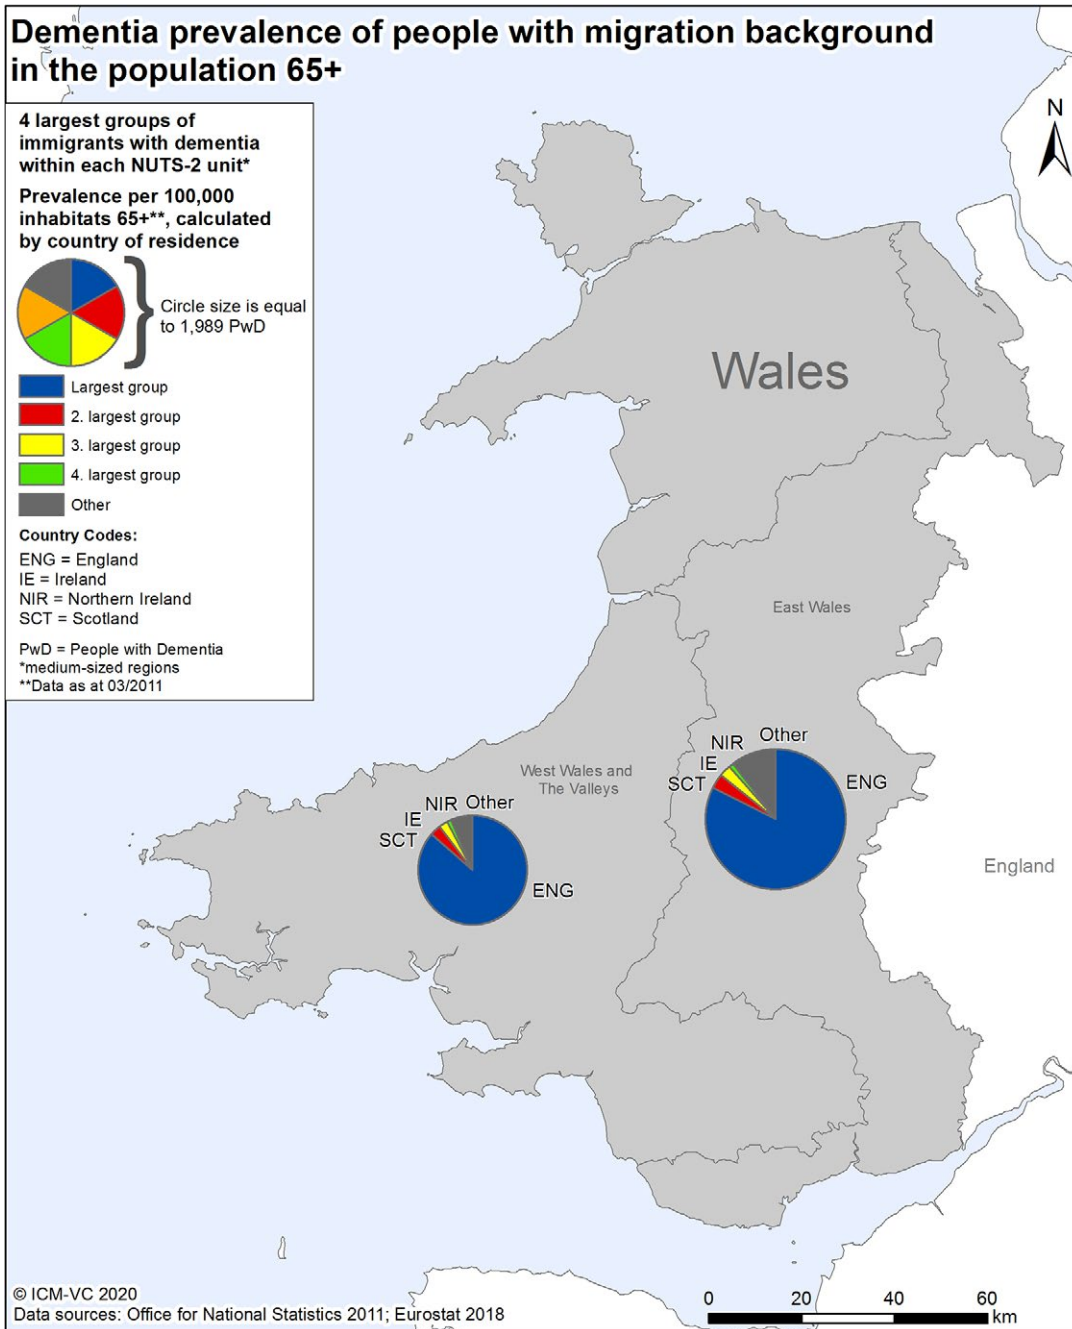 Dementia prevalence of people with migration background
in the population 65+
4 largest groups of
immigrants with dementia
within each NUTS-2 unit*
Prevalence per 100,000
inhabitats 65+**, calculated
by country of residence
Circle size is equal
to 1,989 PwD
Largest group
2. largest group
3. largest group
4. largest group
Other
Country Codes:
ENG = England
IE = Ireland
NIR = Northern Ireland
SCT = Scotland
PwD = People with Dementia
*medium-sized regions
**Data as at 03/2011
N
Wales
East Wales
West Wales and
The Valleys
NIR Other
IE
SCT
ENG
NIR Other
IE
SCT
ENG
England
© ICM-VC 2020
Data sources: Office for National Statistics 2011; Eurostat 2018
0 20 40 60
km